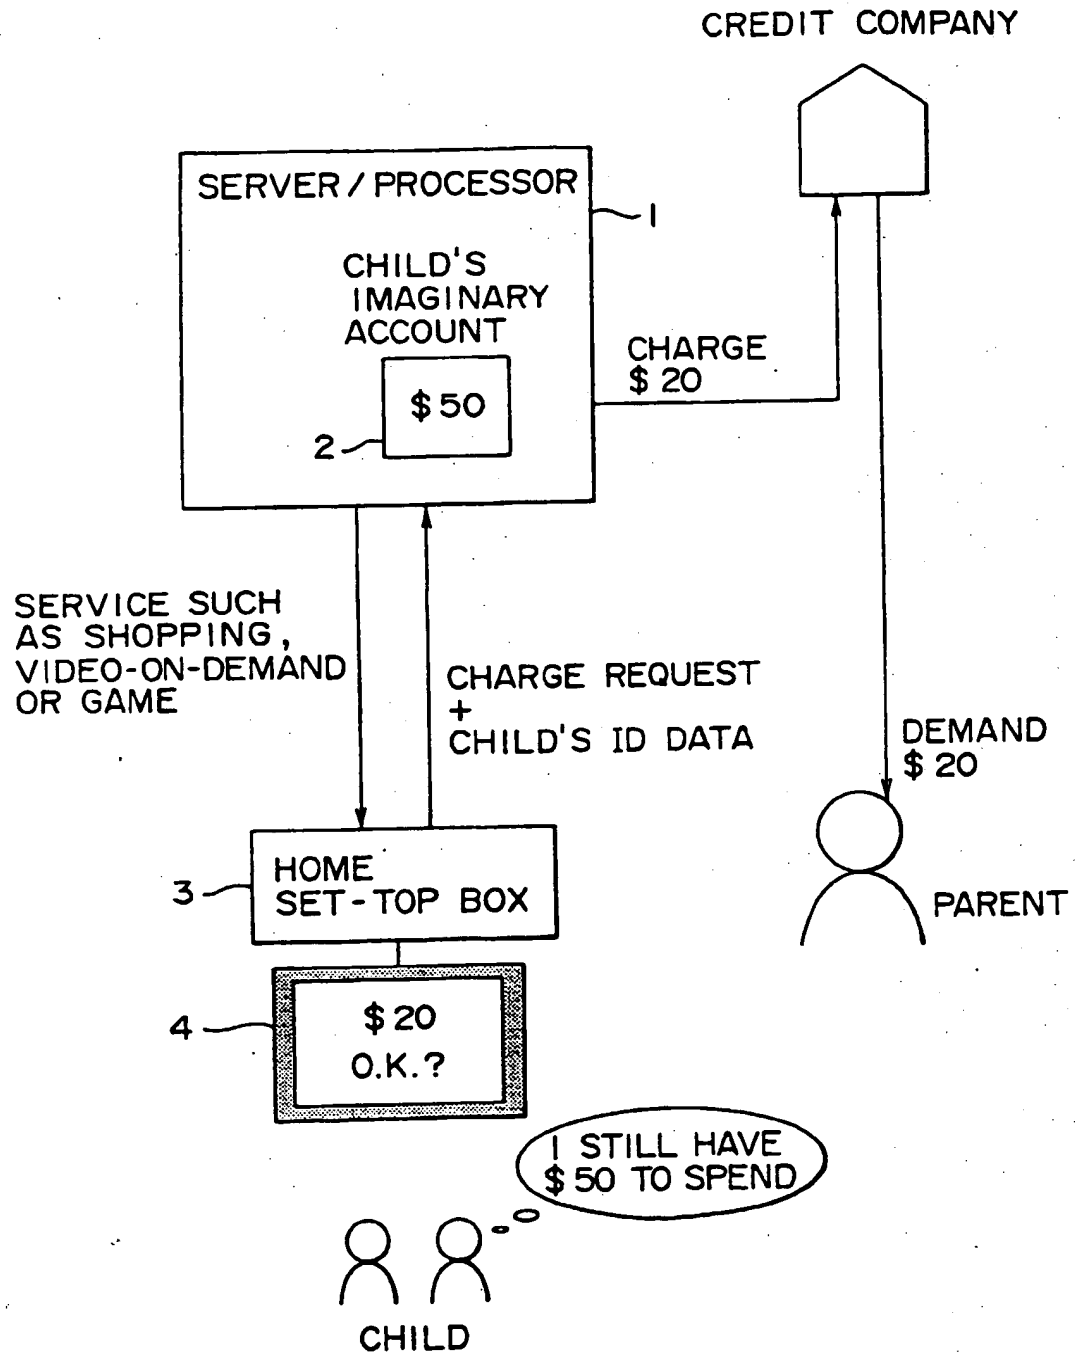 CREDIT COMPANY
SERVER / PROCESSOR
1
CHILD'S
IMAGINARY
ACCOUNT
$ 50
2
CHARGE
$ 20
SERVICE SUCH
AS SHOPPING,
VIDEO-ON-DEMAND
OR GAME
CHARGE REQUEST
+
CHILD'S ID DATA
DEMAND
$ 20
HOME
SET-TOP BOX
3
PARENT
$ 20
O.K.?
4
I STILL HAVE
$ 50 TO SPEND
CHILD